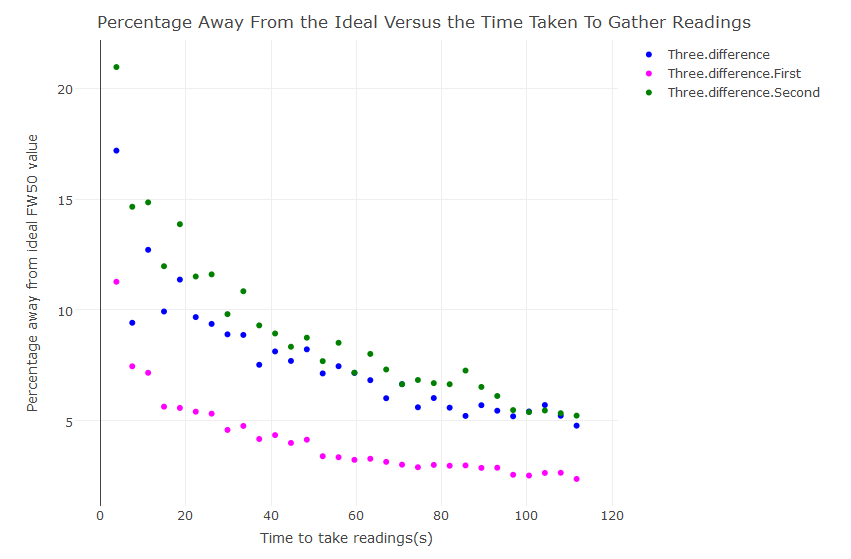 Percentage Away From the Ideal Versus the Time Taken To Gather Readings
Three.difference
Three.difference.First
Three.difference.Second
Percentage away from ideal FW50 value
20
15
10
5
0 20 40 60 80 100 120
Time to take readings(s)